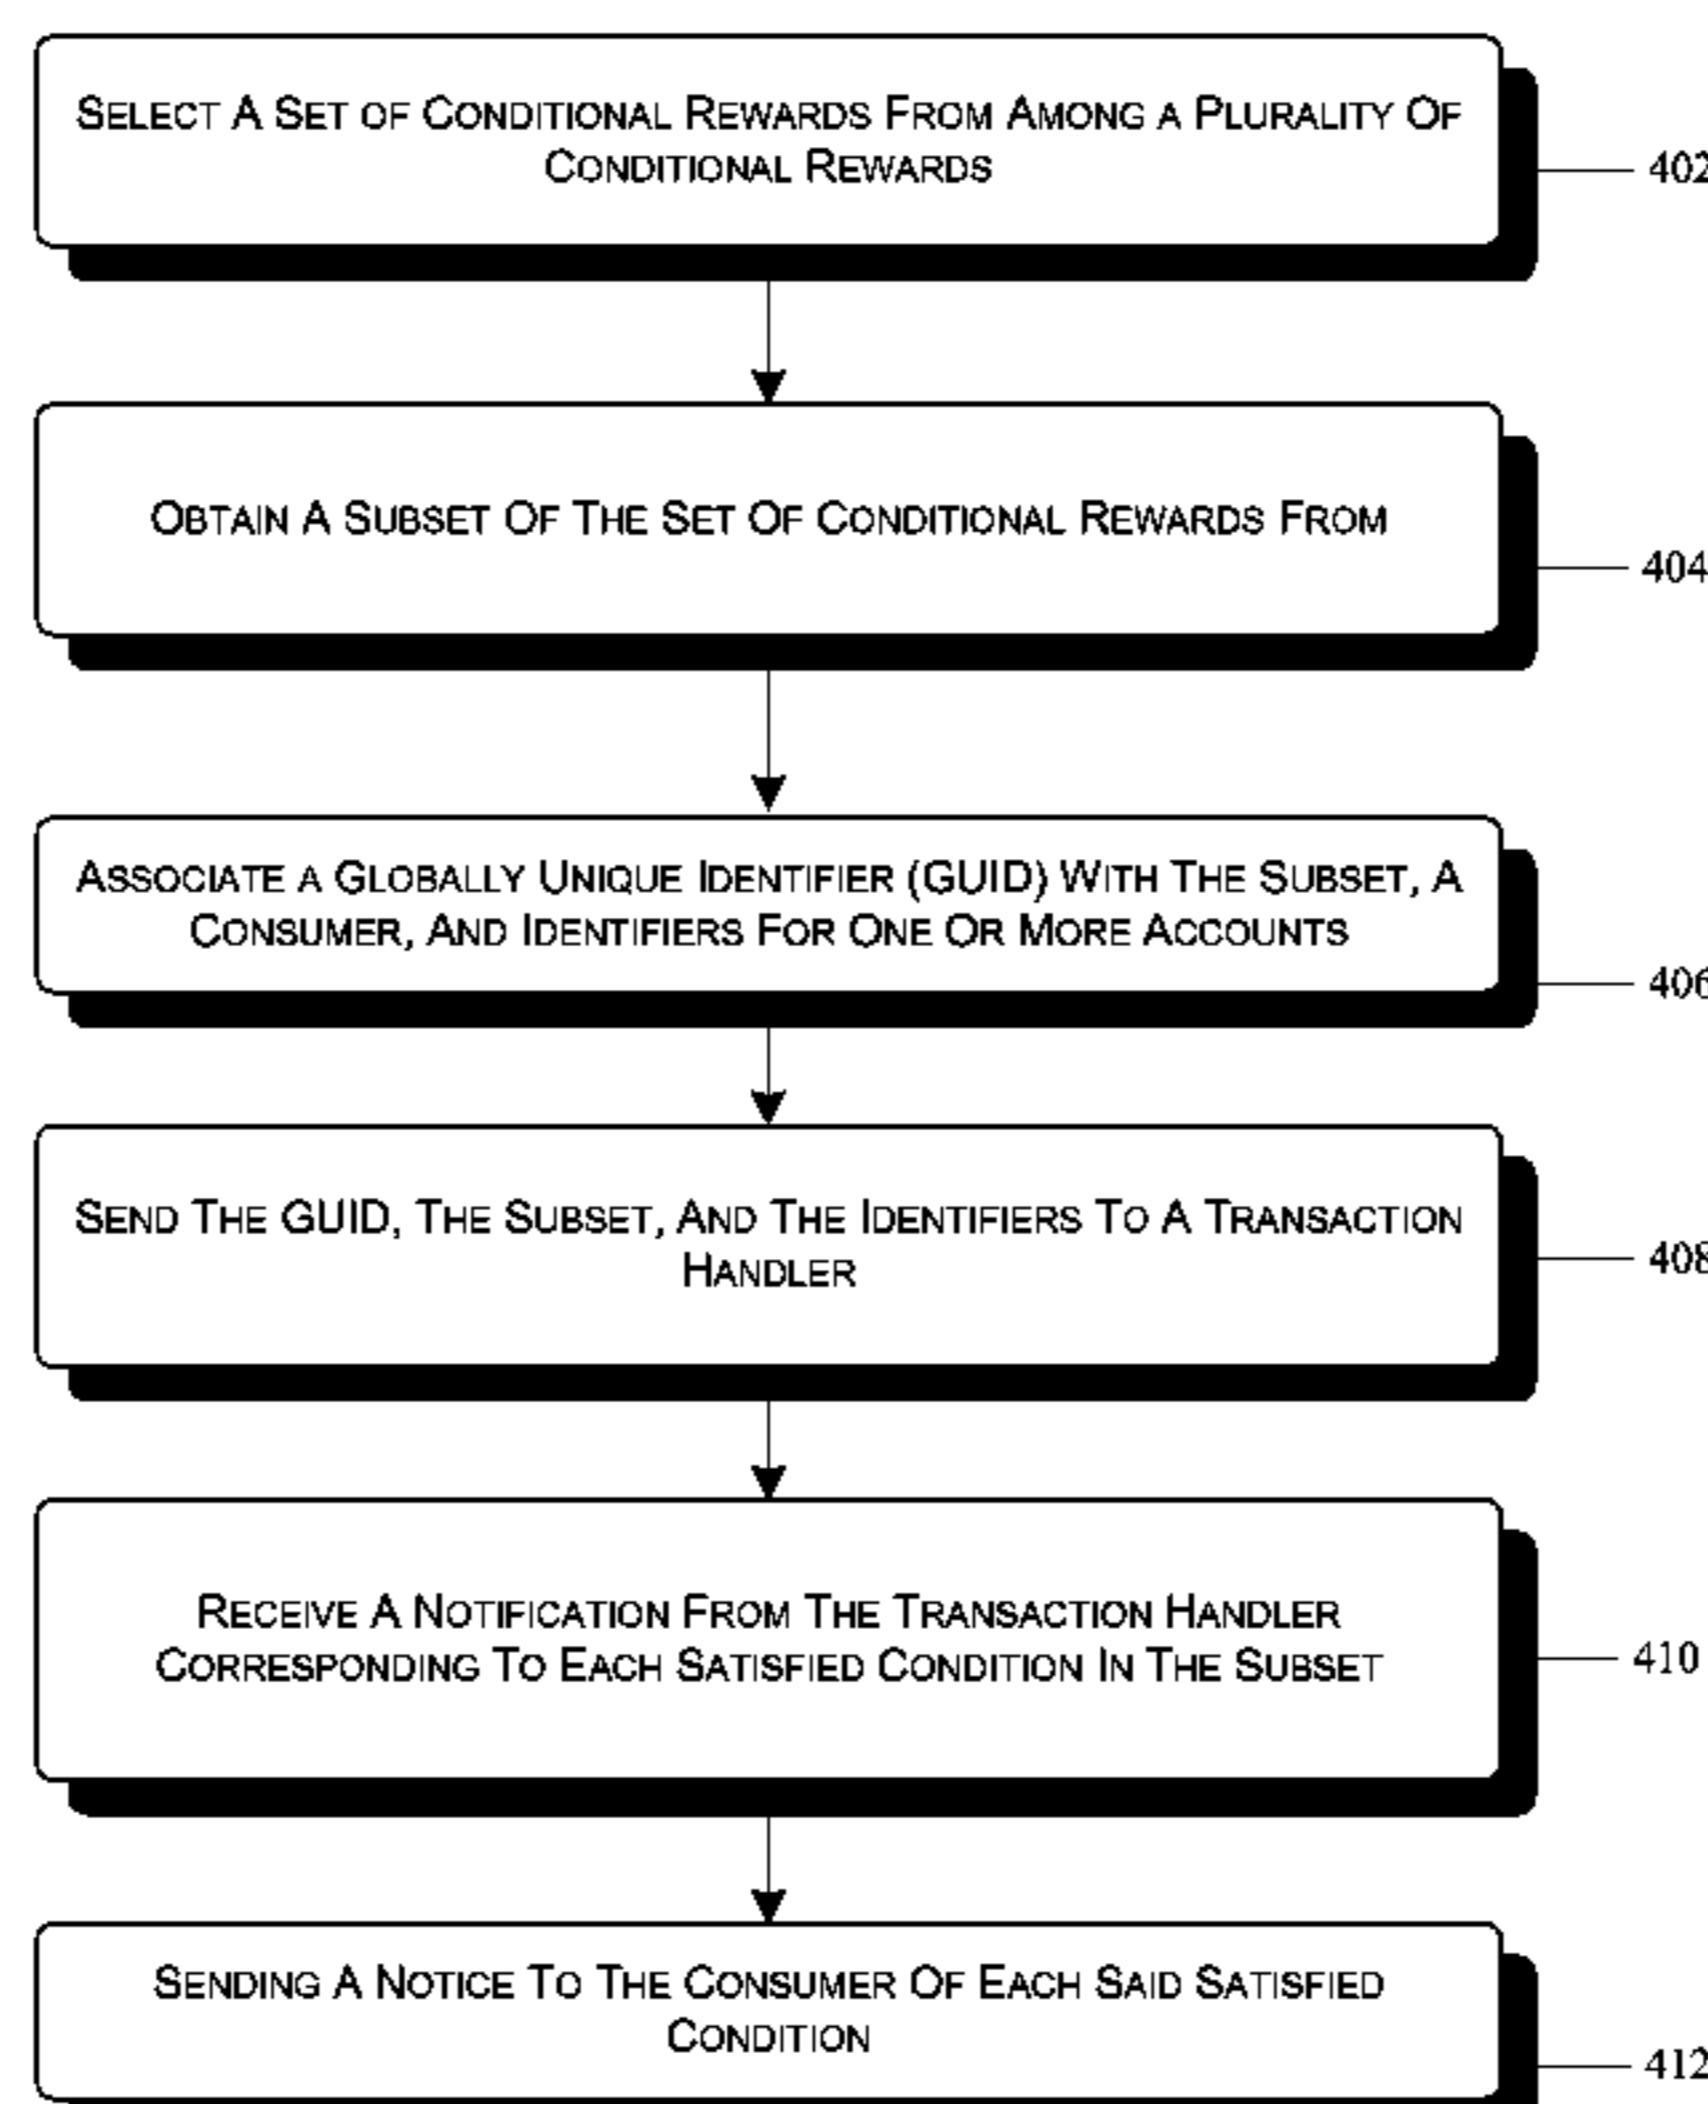 SELECT A SET OF CONDITIONAL REWARDS FROM AMONG A PLURALITY OF
CONDITIONAL REWARDS
402
OBTAIN A SUBSET OF THE SET OF CONDITIONAL REWARDS FROM
404
ASSOCIATE A GLOBALLY UNIQUE IDENTIFIER (GUID) WITH THE SUBSET, A
CONSUMER, AND IDENTIFIERS FOR ONE OR MORE ACCOUNTS
406
SEND THE GUID, THE SUBSET, AND THE IDENTIFIERS TO A TRANSACTION
HANDLER
408
RECEIVE A NOTIFICATION FROM THE TRANSACTION HANDLER
CORRESPONDING TO EACH SATISFIED CONDITION IN THE SUBSET
410
SENDING A NOTICE TO THE CONSUMER OF EACH SAID SATISFIED
CONDITION
412